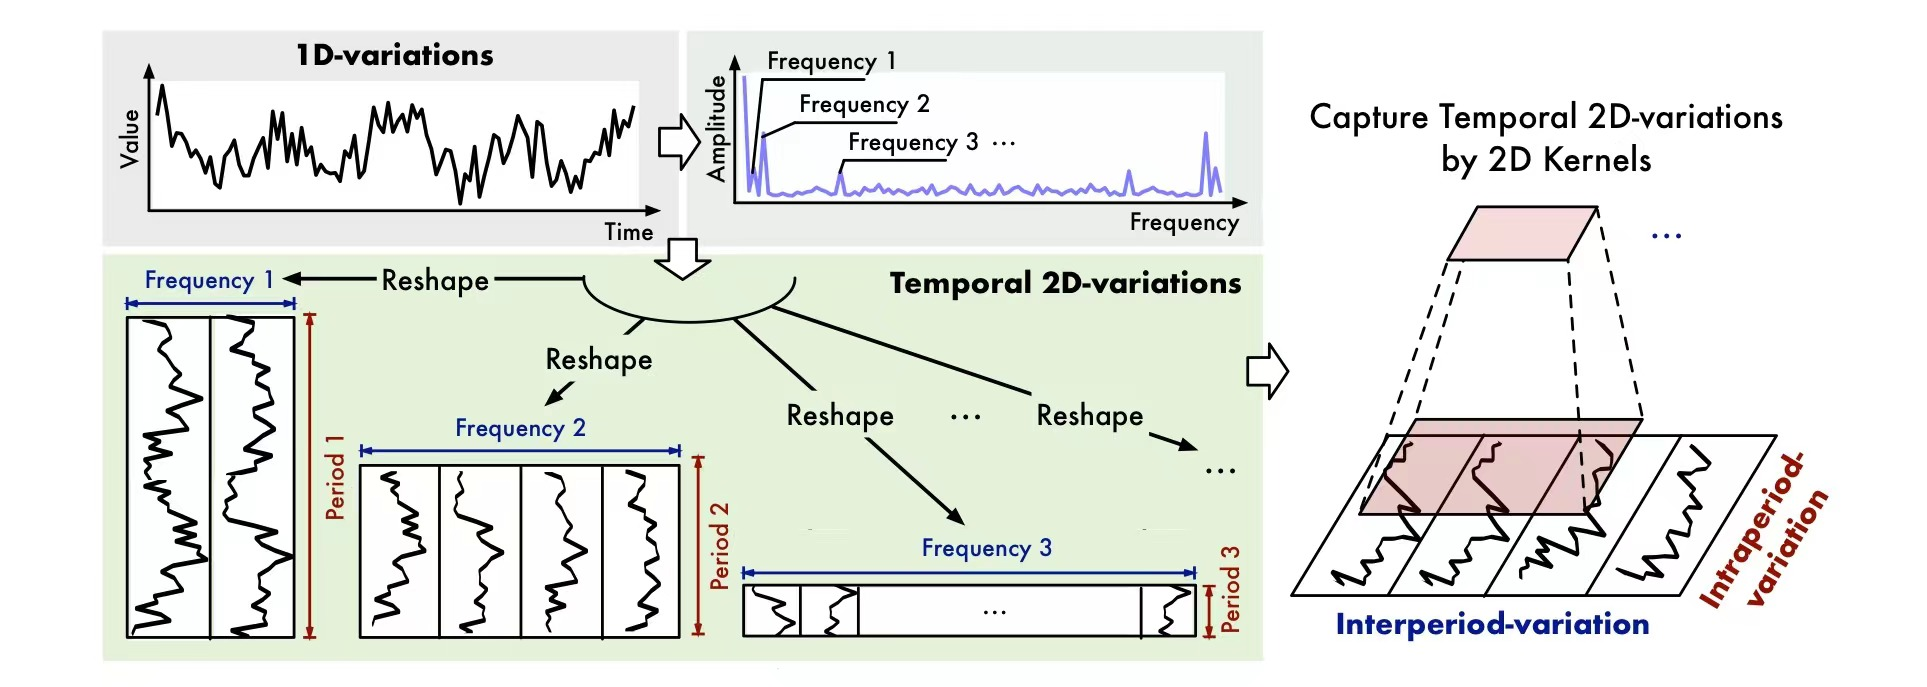 1D-variations
Value
Time
Amplitude
Frequency 1
Frequency 2
Frequency 3 ...
Frequency
Temporal 2D-variations
Frequency 1
Reshape
Period 1
Reshape
Frequency 2
Period 2
Reshape
...
Reshape
...
Frequency 3
...
Period 3
Capture Temporal 2D-variations
by 2D Kernels
...
Interperiod-variation
Intraperiod-
variation